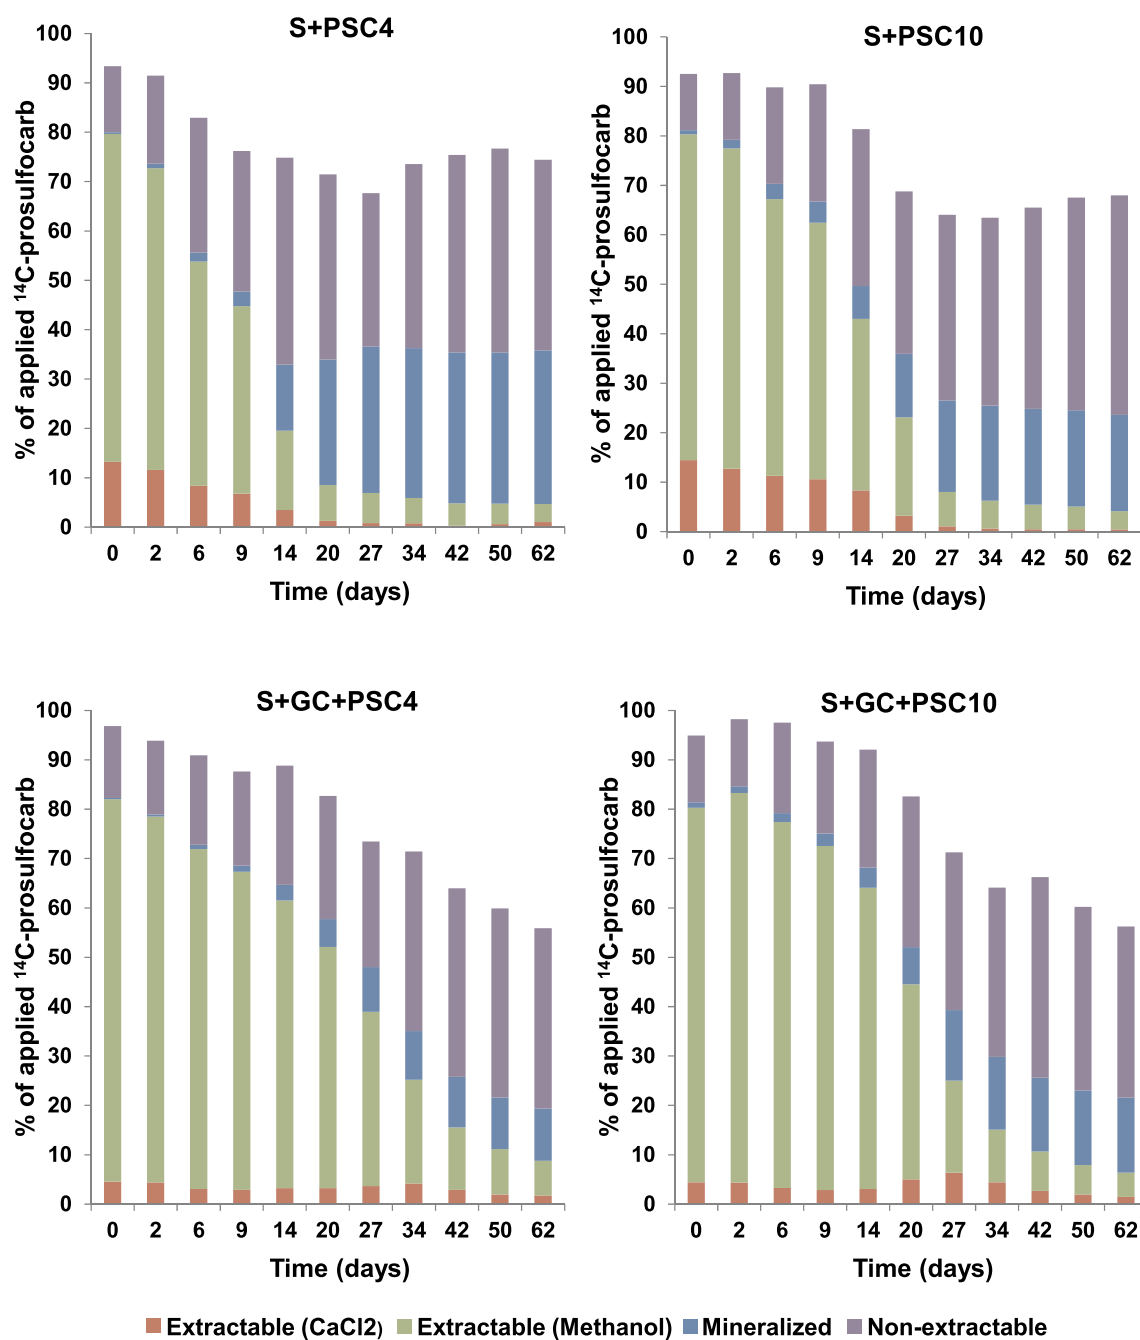 S+PSC4
% of applied ¹⁴C-prosulfocarb
100
90
80
70
60
50
40
30
20
10
0
0 2 6 9 14 20 27 34 42 50 62
Time (days)
S+PSC10
% of applied ¹⁴C-prosulfocarb
100
90
80
70
60
50
40
30
20
10
0
0 2 6 9 14 20 27 34 42 50 62
Time (days)
S+GC+PSC4
% of applied ¹⁴C-prosulfocarb
100
90
80
70
60
50
40
30
20
10
0
0 2 6 9 14 20 27 34 42 50 62
Time (days)
S+GC+PSC10
% of applied ¹⁴C-prosulfocarb
100
90
80
70
60
50
40
30
20
10
0
0 2 6 9 14 20 27 34 42 50 62
Time (days)
Extractable (CaCl2) Extractable (Methanol) Mineralized Non-extractable